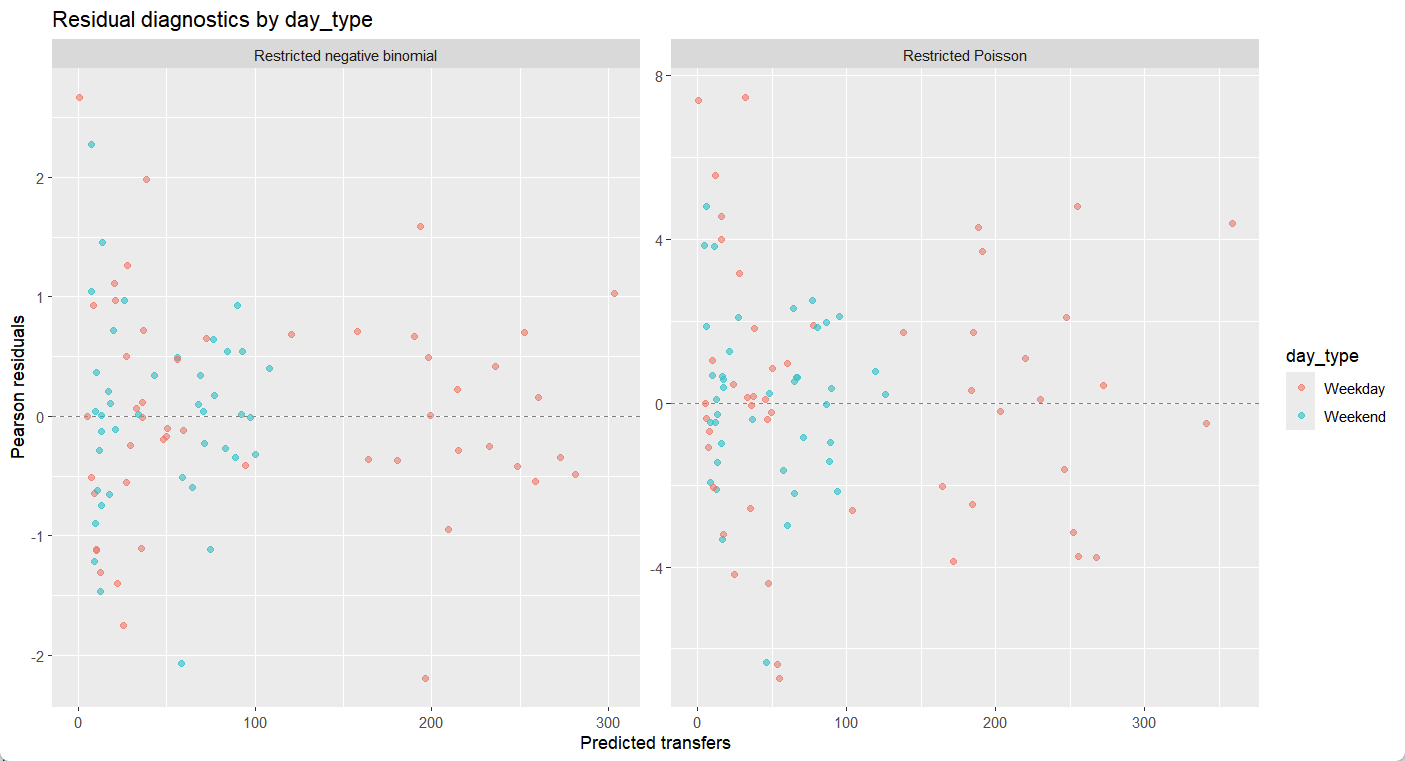 Residual diagnostics by day_type
Restricted negative binomial
Restricted Poisson
Pearson residuals
2
1
0
-1
-2
8
4
0
-4
0
100
200
300
0
100
200
300
Predicted transfers
day_type
Weekday
Weekend